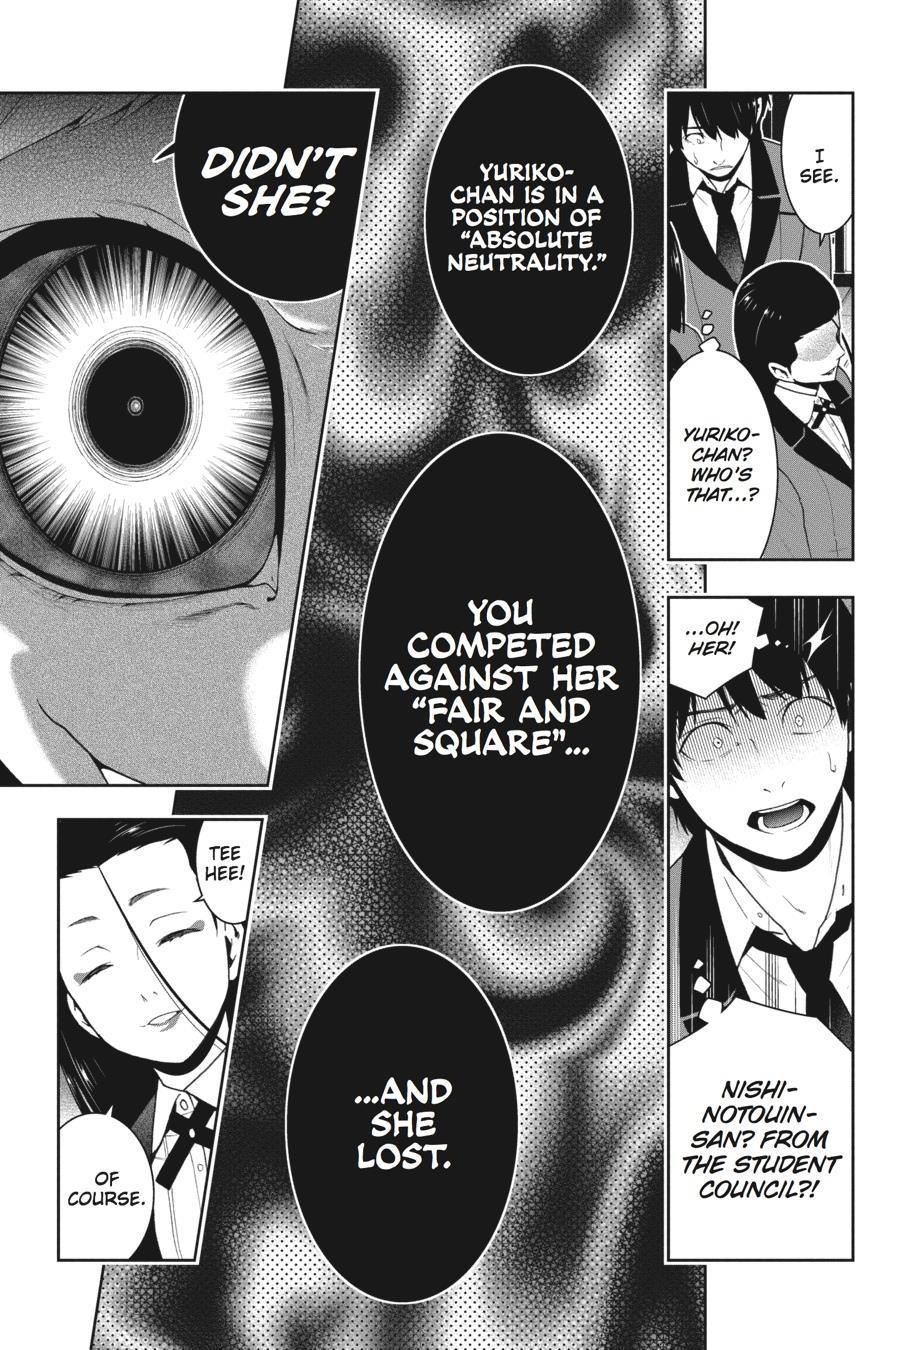 I
SEE.
YURIKO-
CHAN?
WHO'S
THAT...?
...OH!
HER!
NISHI-
NOTOUIN-
SAN? FROM
THE STUDENT
COUNCIL?!
YURIKO-
CHAN IS IN A
POSITION OF
“ABSOLUTE
NEUTRALITY.”
YOU
COMPETED
AGAINST HER
“FAIR AND
SQUARE”...
...AND
SHE
LOST.
DIDN'T
SHE?
TEE
HEE!
OF
COURSE.